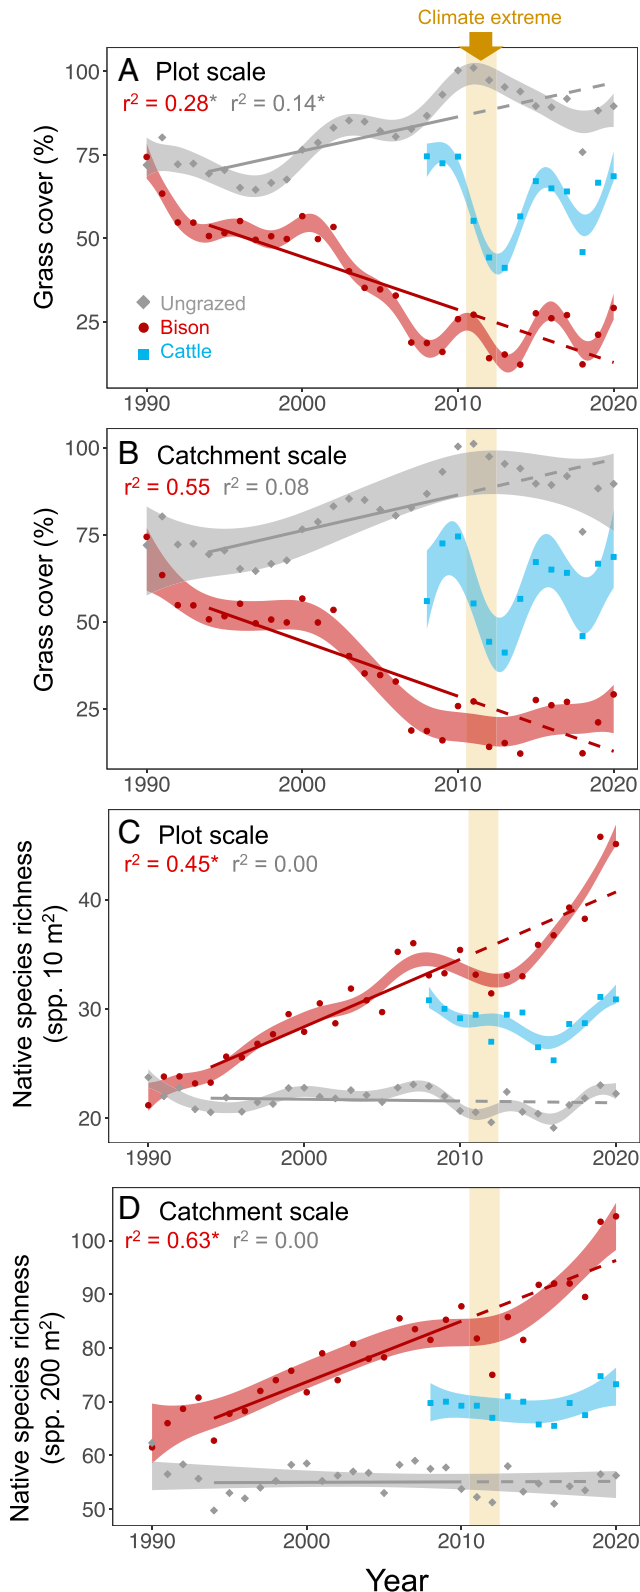 Climate extreme
A Plot scale
r² = 0.28* r² = 0.14*
Grass cover (%)
100
75
50
25
Ungrazed
Bison
Cattle
1990 2000 2010 2020
B Catchment scale
r² = 0.55 r² = 0.08
Grass cover (%)
100
75
50
25
1990 2000 2010 2020
C Plot scale
r² = 0.45* r² = 0.00
Native species richness
(spp. 10 m²)
40
30
20
1990 2000 2010 2020
D Catchment scale
r² = 0.63* r² = 0.00
Native species richness
(spp. 200 m²)
100
90
80
70
60
50
1990 2000 2010 2020
Year